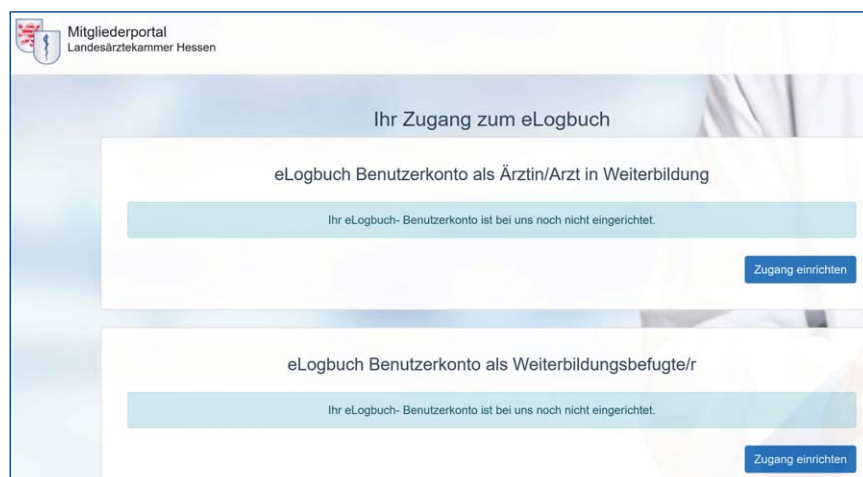 Mitgliederportal
Landesärztekammer Hessen
Ihr Zugang zum eLogbuch
eLogbuch Benutzerkonto als Ärztin/Arzt in Weiterbildung
Ihr eLogbuch- Benutzerkonto ist bei uns noch nicht eingerichtet.
Zugang einrichten
eLogbuch Benutzerkonto als Weiterbildungsbefugte/r
Ihr eLogbuch- Benutzerkonto ist bei uns noch nicht eingerichtet.
Zugang einrichten